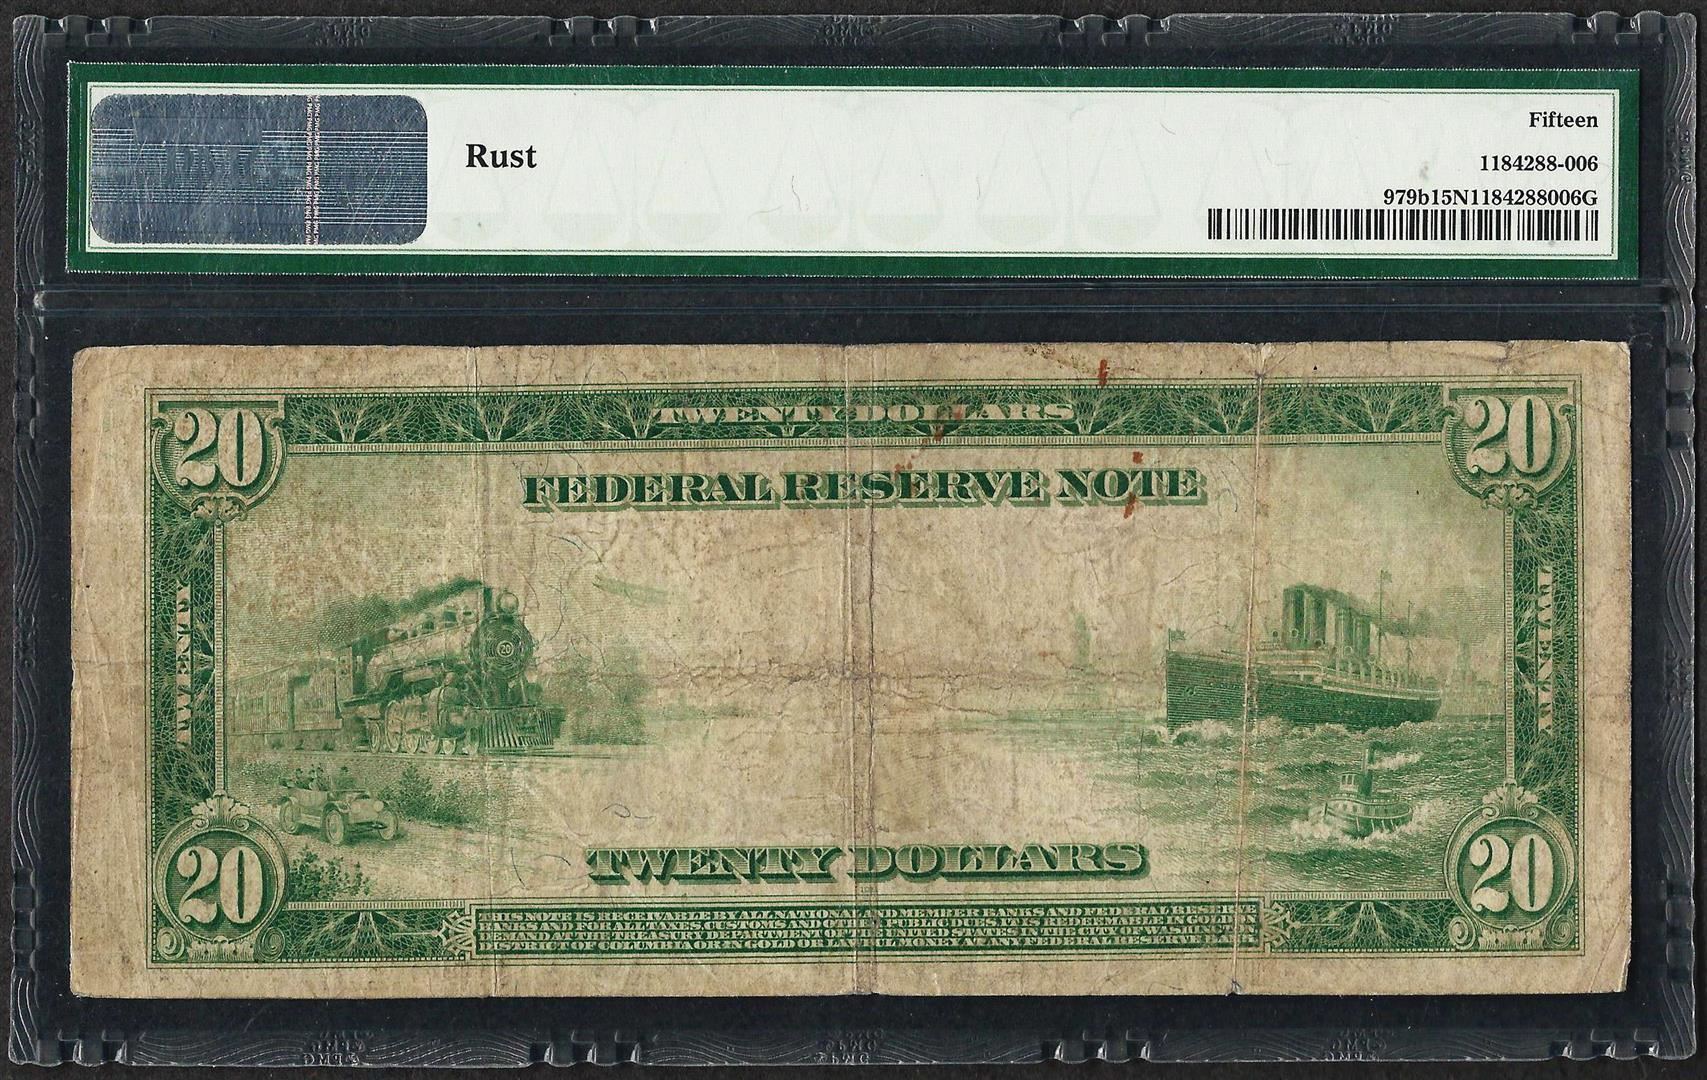 Rust
Fifteen
1184288-006
979b15N1184288006G
20
TWENTY DOLLARS
20
FEDERAL RESERVE NOTE
TWENTY
TWENTY
20
TWENTY DOLLARS
20
20
THIS NOTE IS RECEIVABLE BY ALL NATIONAL AND MEMBER BANKS AND FEDERAL RESERVE
BANKS AND FOR ALL TAXES, CUSTOMS AND OTHER PUBLIC DUES. IT IS REDEEMABLE IN GOLD ON
DEMAND AT THE TREASURY DEPARTMENT OF THE UNITED STATES IN THE CITY OF WASHINGTON,
DISTRICT OF COLUMBIA OR IN GOLD OR LAWFUL MONEY AT ANY FEDERAL RESERVE BANK.